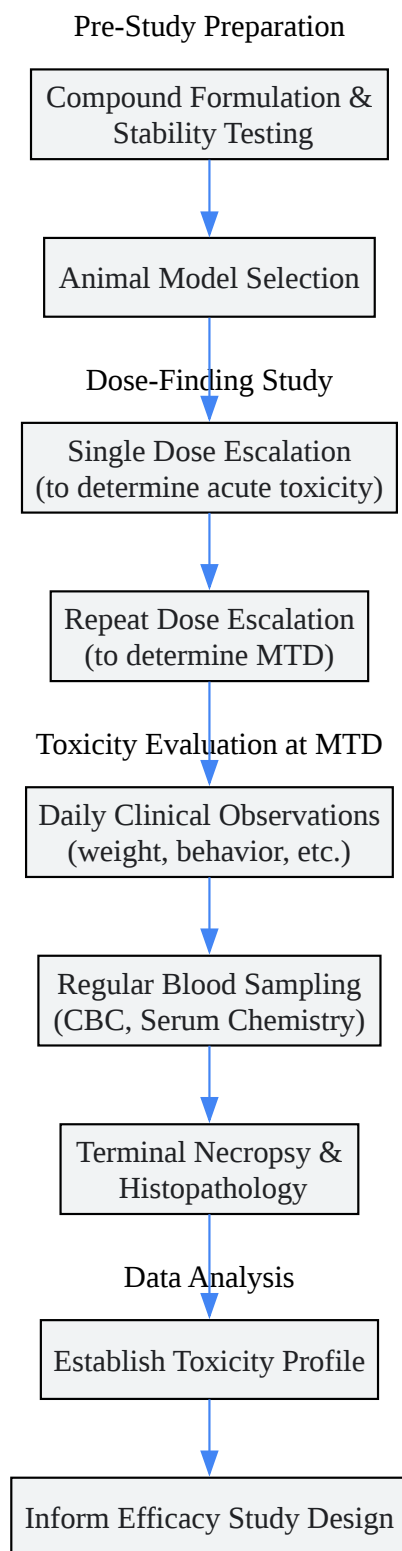 Pre-Study Preparation
Compound Formulation &
Stability Testing
Animal Model Selection
Dose-Finding Study
Single Dose Escalation
(to determine acute toxicity)
Repeat Dose Escalation
(to determine MTD)
Toxicity Evaluation at MTD
Daily Clinical Observations
(weight, behavior, etc.)
Regular Blood Sampling
(CBC, Serum Chemistry)
Terminal Necropsy &
Histopathology
Data Analysis
Establish Toxicity Profile
Inform Efficacy Study Design